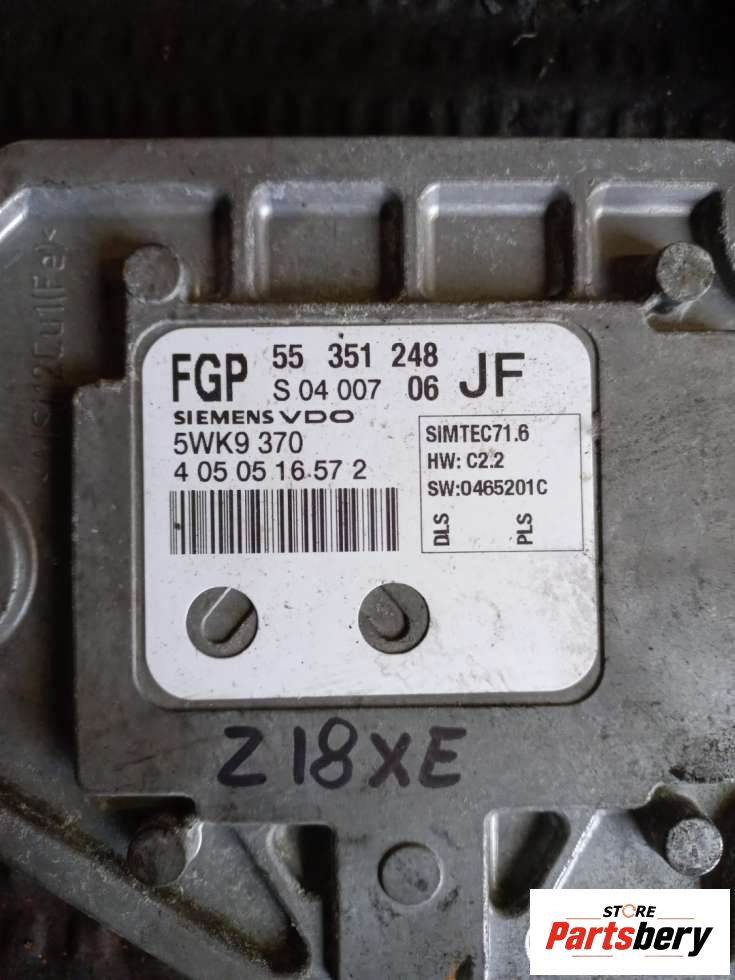 FGP 55 351 248 JF
S 04 007 06
SIEMENS VDO
5WK9 370
4 05 05 16 57 2
SIMTEC71.6
HW: C2.2
SW:0465201C
DLS PLS
Z18XE
STORE
Partsbery